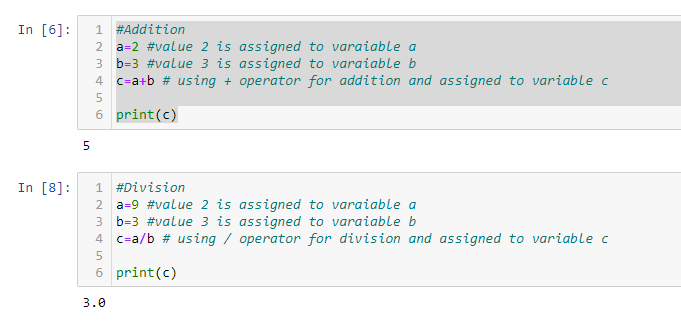 In [6]: 1 #Addition
2 a=2 #value 2 is assigned to varaiable a
3 b=3 #value 3 is assigned to varaiable b
4 c=a+b # using + operator for addition and assigned to variable c
5
6 print(c)
5
In [8]: 1 #Division
2 a=9 #value 2 is assigned to varaiable a
3 b=3 #value 3 is assigned to varaiable b
4 c=a/b # using / operator for division and assigned to variable c
5
6 print(c)
3.0